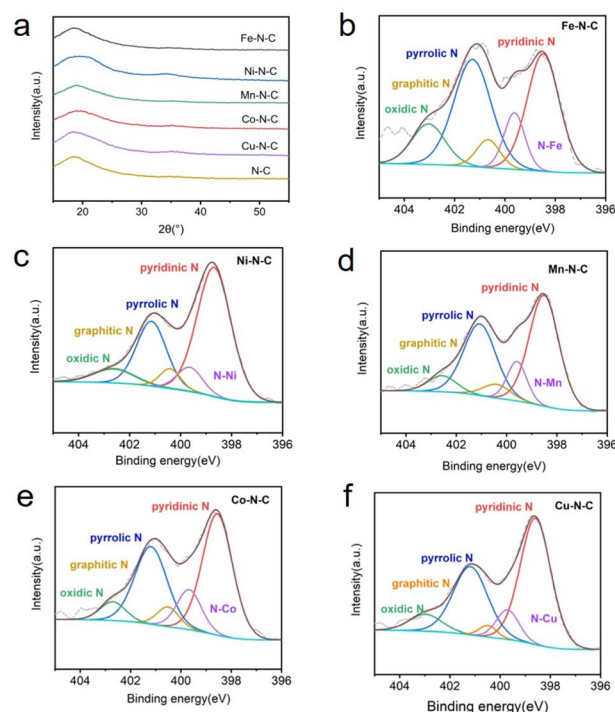 a
Fe-N-C
Ni-N-C
Mn-N-C
Co-N-C
Cu-N-C
N-C
Intensity(a.u.)
20 30 40 50
2θ(°)
b
Fe-N-C
pyridinic N
pyrrolic N
graphitic N
oxidic N
N-Fe
Intensity(a.u.)
404 402 400 398 396
Binding energy(eV)
c
Ni-N-C
pyridinic N
pyrrolic N
graphitic N
oxidic N
N-Ni
Intensity(a.u.)
404 402 400 398 396
Binding energy(eV)
d
Mn-N-C
pyridinic N
pyrrolic N
graphitic N
oxidic N
N-Mn
Intensity(a.u.)
404 402 400 398 396
Binding energy(eV)
e
Co-N-C
pyridinic N
pyrrolic N
graphitic N
oxidic N
N-Co
Intensity(a.u.)
404 402 400 398 396
Binding energy(eV)
f
Cu-N-C
pyridinic N
pyrrolic N
graphitic N
oxidic N
N-Cu
Intensity(a.u.)
404 402 400 398 396
Binding energy(eV)